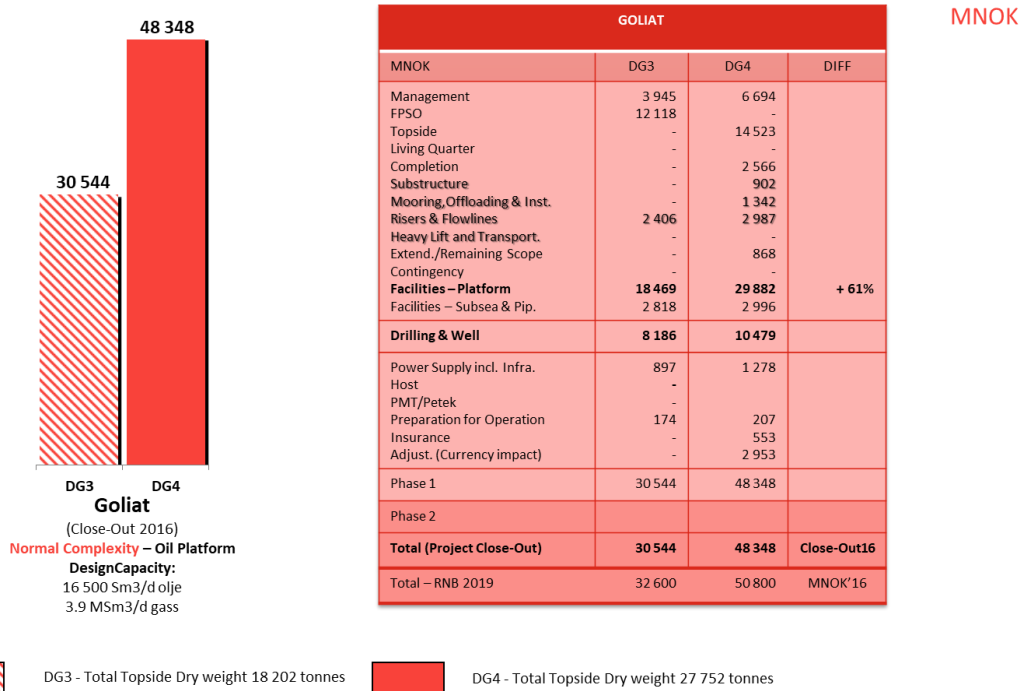 MNOK
48 348
30 544
DG3 DG4
Goliat
(Close-Out 2016)
Normal Complexity – Oil Platform
DesignCapacity:
16 500 Sm3/d olje
3.9 MSm3/d gass
GOLIAT
MNOK DG3 DG4 DIFF
Management 3 945 6 694
FPSO 12 118 -
Topside - 14 523
Living Quarter - -
Completion - 2 566
Substructure - 902
Mooring,Offloading & Inst. - 1 342
Risers & Flowlines 2 406 2 987
Heavy Lift and Transport. - -
Extend./Remaining Scope - 868
Contingency - -
Facilities – Platform 18 469 29 882 + 61%
Facilities – Subsea & Pip. 2 818 2 996
Drilling & Well 8 186 10 479
Power Supply incl. Infra. 897 1 278
Host -
PMT/Petek
Preparation for Operation 174 207
Insurance - 553
Adjust. (Currency impact) - 2 953
Phase 1 30 544 48 348
Phase 2
Total (Project Close-Out) 30 544 48 348 Close-Out16
Total – RNB 2019 32 600 50 800 MNOK'16
DG3 - Total Topside Dry weight 18 202 tonnes
DG4 - Total Topside Dry weight 27 752 tonnes